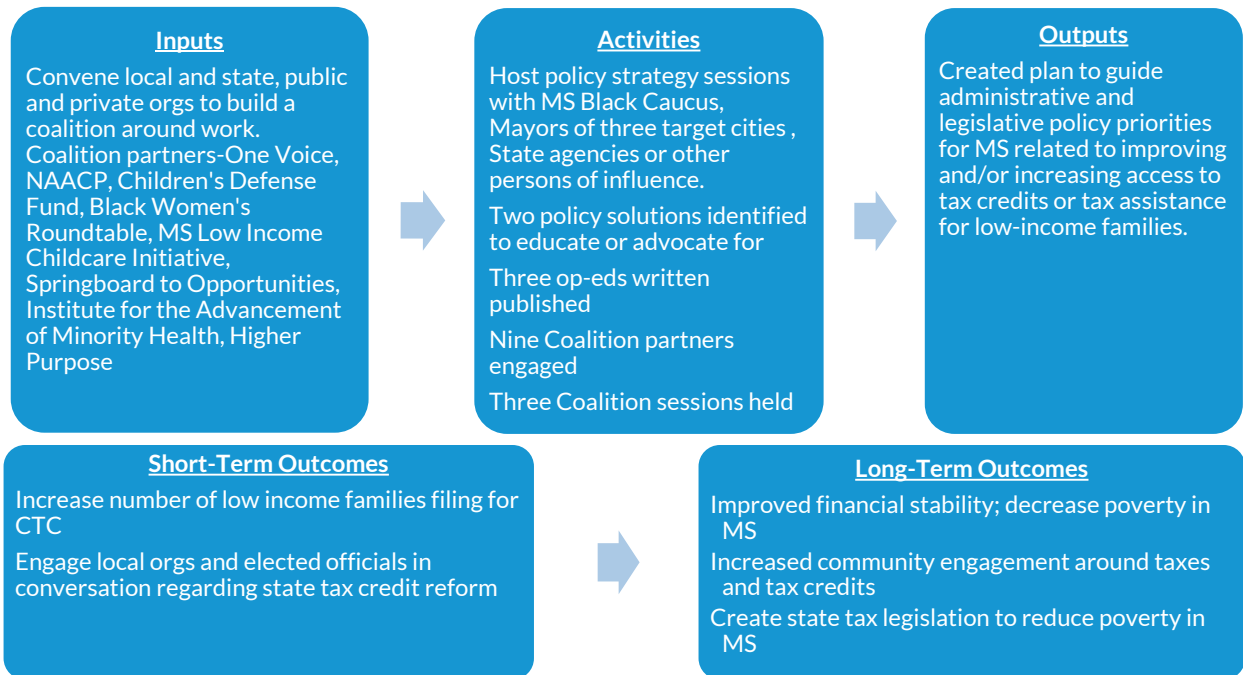 Inputs
Convene local and state, public
and private orgs to build a
coalition around work.
Coalition partners-One Voice,
NAACP, Children's Defense
Fund, Black Women's
Roundtable, MS Low Income
Childcare Initiative,
Springboard to Opportunities,
Institute for the Advancement
of Minority Health, Higher
Purpose
Activities
Host policy strategy sessions
with MS Black Caucus,
Mayors of three target cities ,
State agencies or other
persons of influence.
Two policy solutions identified
to educate or advocate for
Three op-eds written
published
Nine Coalition partners
engaged
Three Coalition sessions held
Outputs
Created plan to guide
administrative and
legislative policy priorities
for MS related to improving
and/or increasing access to
tax credits or tax assistance
for low-income families.
Short-Term Outcomes
Increase number of low income families filing for
CTC
Engage local orgs and elected officials in
conversation regarding state tax credit reform
Long-Term Outcomes
Improved financial stability; decrease poverty in
MS
Increased community engagement around taxes
and tax credits
Create state tax legislation to reduce poverty in
MS